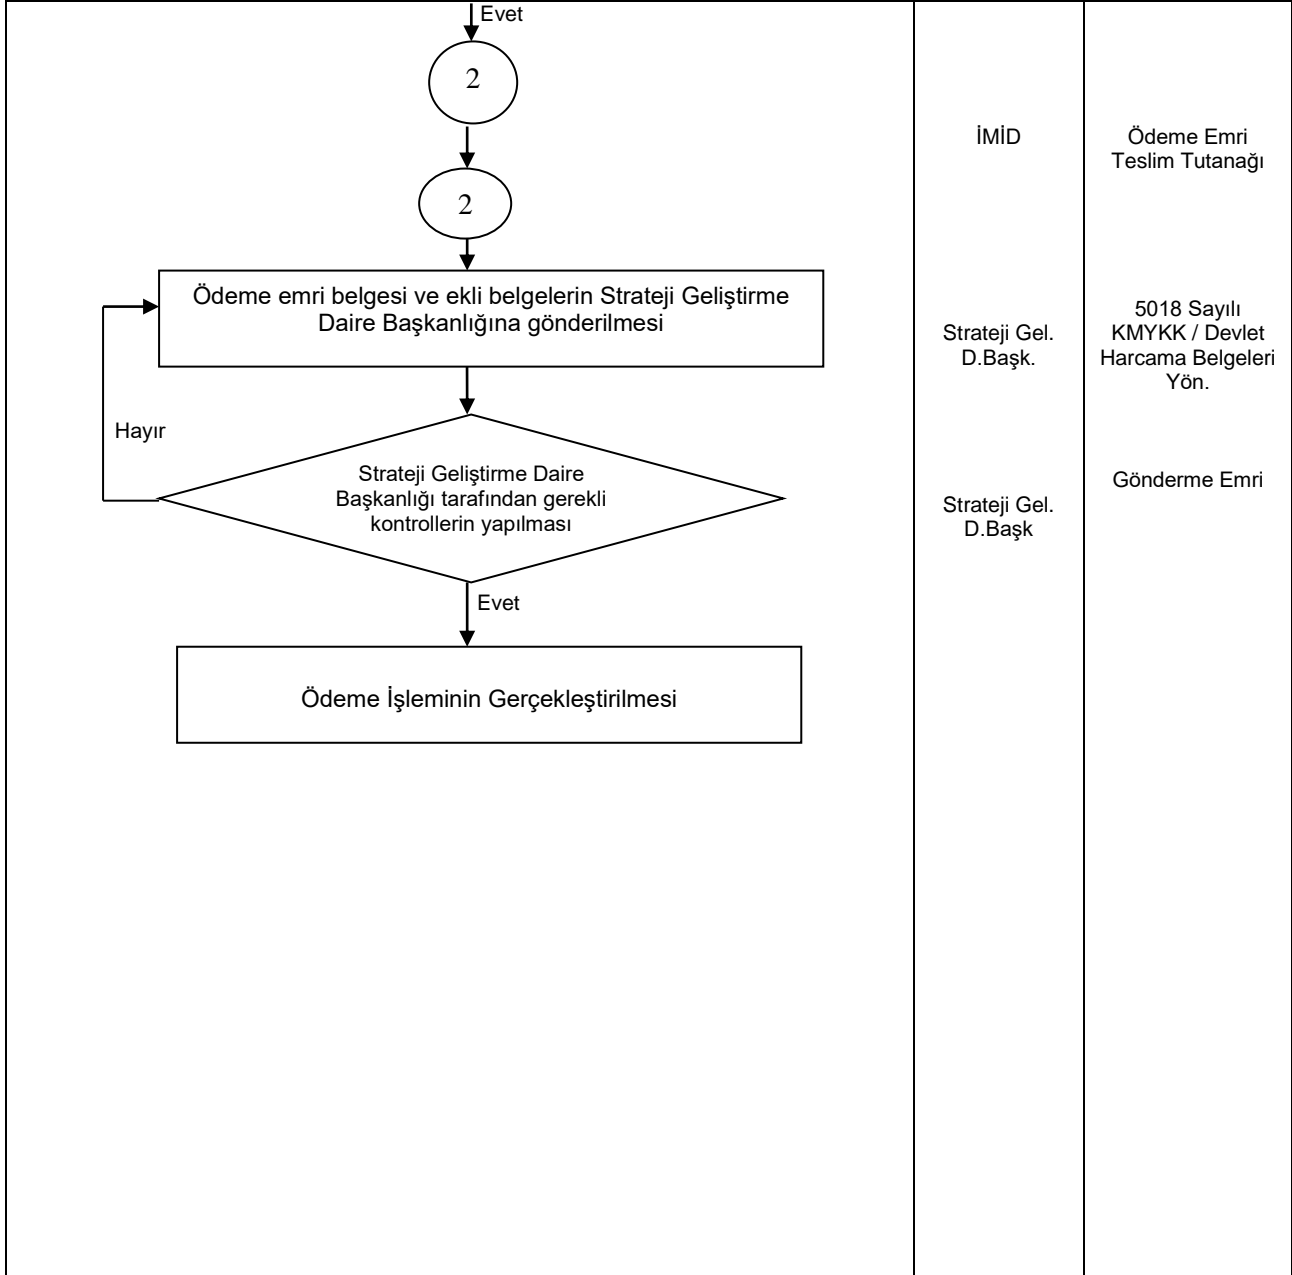 Evet
2
İMİD
Ödeme Emri
Teslim Tutanağı
2
Ödeme emri belgesi ve ekli belgelerin Strateji Geliştirme
Daire Başkanlığına gönderilmesi
Strateji Gel.
D.Başk.
5018 Sayılı
KMYKK / Devlet
Harcama Belgeleri
Yön.
Hayır
Strateji Geliştirme Daire
Başkanlığı tarafından gerekli
kontrollerin yapılması
Strateji Gel.
D.Başk
Gönderme Emri
Evet
Ödeme İşleminin Gerçekleştirilmesi